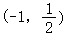 (-1, 1/2)